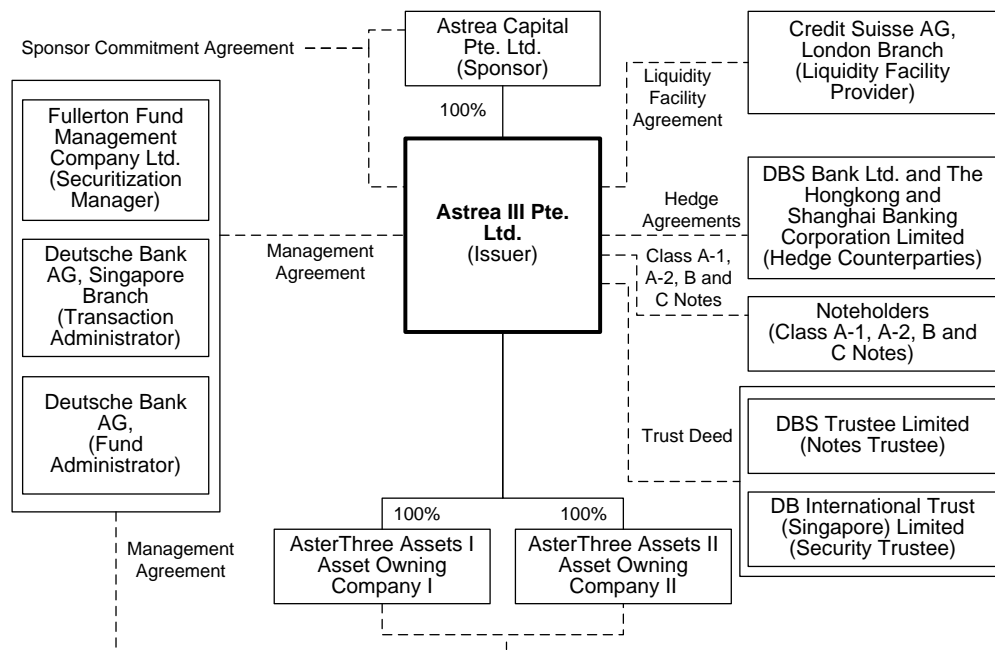 Sponsor Commitment Agreement
Astrea Capital
Pte. Ltd.
(Sponsor)
100%
Credit Suisse AG,
London Branch
(Liquidity Facility
Provider)
Liquidity
Facility
Agreement
Fullerton Fund
Management
Company Ltd.
(Securitization
Manager)
Deutsche Bank
AG, Singapore
Branch
(Transaction
Administrator)
Deutsche Bank
AG,
(Fund
Administrator)
Management
Agreement
Astrea III Pte.
Ltd.
(Issuer)
Hedge
Agreements
DBS Bank Ltd. and The
Hongkong and
Shanghai Banking
Corporation Limited
(Hedge Counterparties)
Class A-1,
A-2, B and
C Notes
Noteholders
(Class A-1, A-2, B and
C Notes)
Trust Deed
DBS Trustee Limited
(Notes Trustee)
DB International Trust
(Singapore) Limited
(Security Trustee)
100%
100%
AsterThree Assets I
Asset Owning
Company I
AsterThree Assets II
Asset Owning
Company II
Management
Agreement